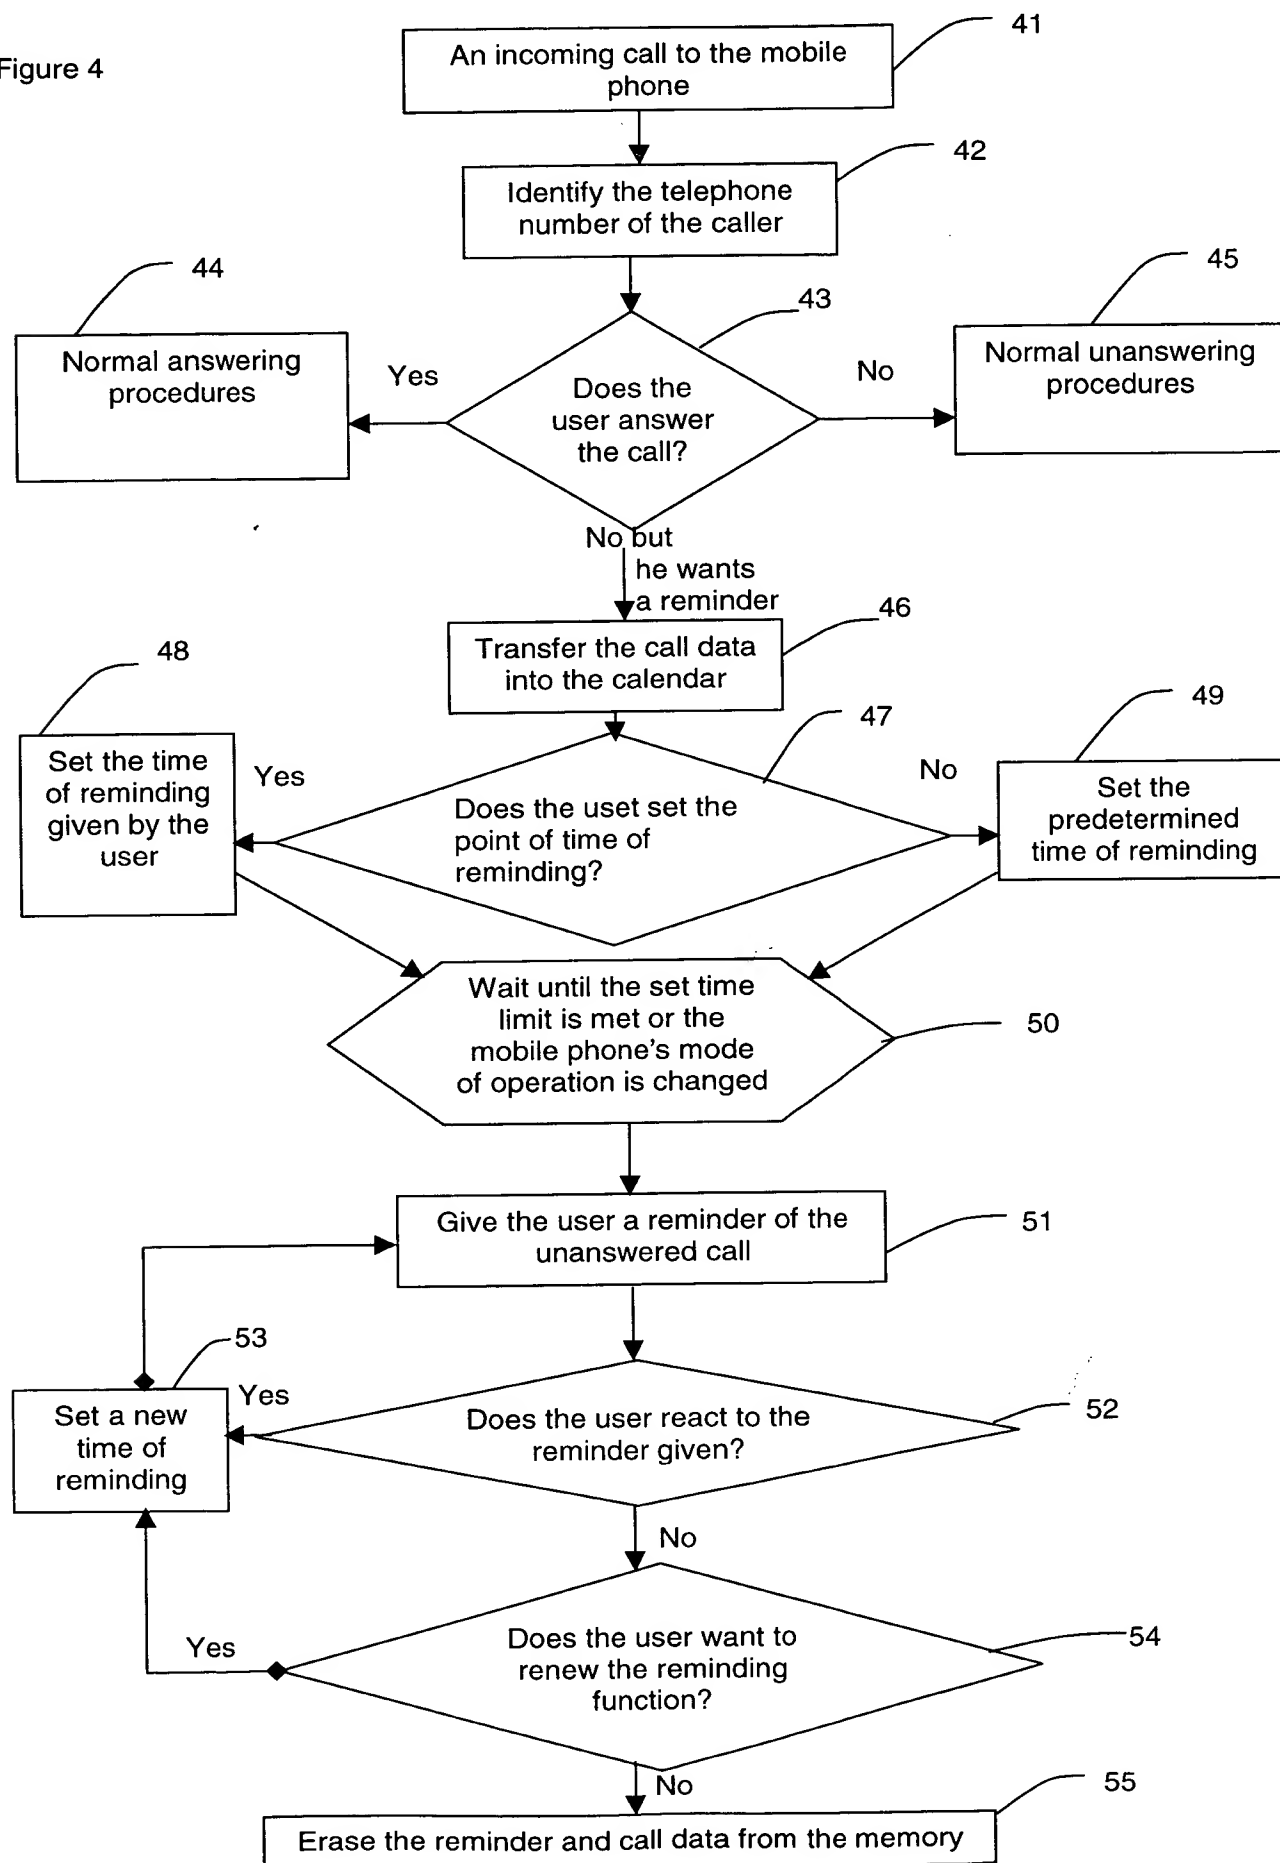 41
Figure 4
An incoming call to the mobile
phone
42
Identify the telephone
number of the caller
44
45
43
Normal answering
procedures
Yes
Does the
user answer
the call?
No
Normal unanswering
procedures
No but
he wants
a reminder
46
Transfer the call data
into the calendar
48
47
49
Set the time
of reminding
given by the
user
Yes
Does the uset set the
point of time of
reminding?
No
Set the
predetermined
time of reminding
Wait until the set time
limit is met or the
mobile phone's mode
of operation is changed
50
Give the user a reminder of the
unanswered call
51
53
Set a new
time of
reminding
Yes
Does the user react to the
reminder given?
52
No
Yes
Does the user want to
renew the reminding
function?
54
No
55
Erase the reminder and call data from the memory